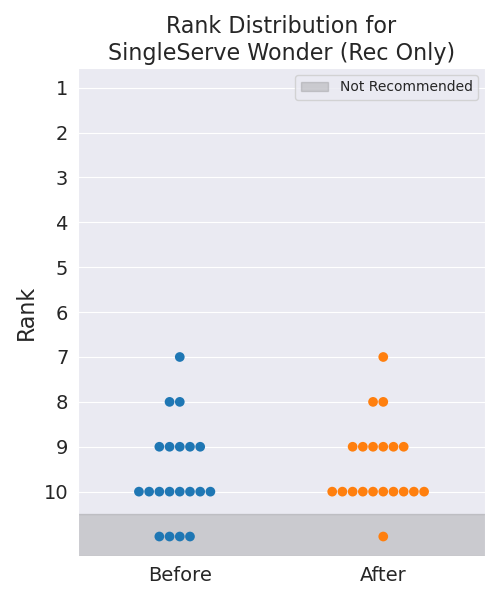 Rank Distribution for
SingleServe Wonder (Rec Only)
Not Recommended
1
2
3
4
5
6
7
8
9
10
Rank
Before
After